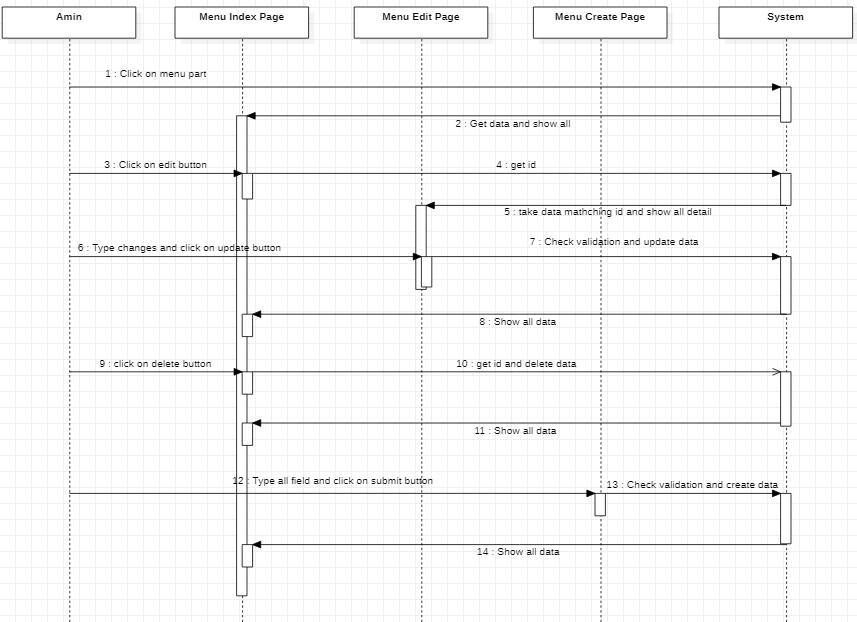 Amin
Menu Index Page
Menu Edit Page
Menu Create Page
System
1 : Click on menu part
2 : Get data and show all
3 : Click on edit button
4 : get id
5 : take data mathching id and show all detail
6 : Type changes and click on update button
7 : Check validation and update data
8 : Show all data
9 : click on delete button
10 : get id and delete data
11 : Show all data
12 : Type all field and click on submit button
13 : Check validation and create data
14 : Show all data